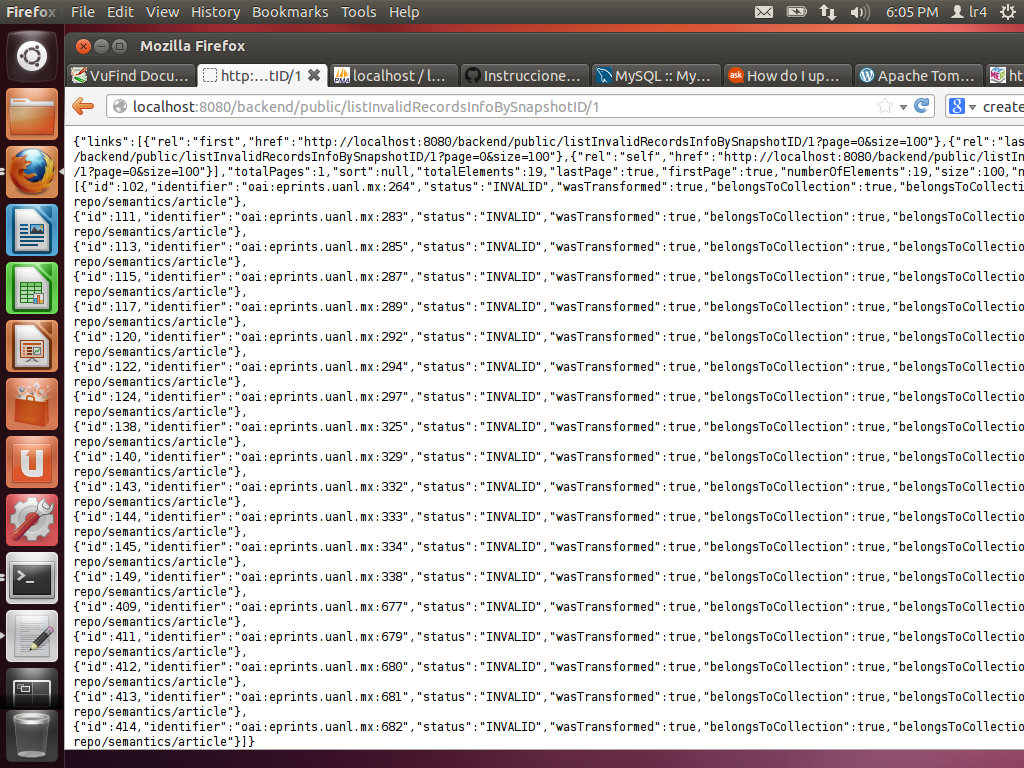 Firefox File Edit View History Bookmarks Tools Help 6:05 PM lr4
Mozilla Firefox
VuFind Docu... http:...tID/1 localhost / l... Instruccione... MySQL :: My... ask How do I up... Apache Tom... ht
localhost:8080/backend/public/listInvalidRecordsInfoBySnapshotID/1 8 create
{"links":[{"rel":"first","href":"http://localhost:8080/backend/public/listInvalidRecordsInfoBySnapshotID/1?page=0&size=100"},{"rel":"las
/backend/public/listInvalidRecordsInfoBySnapshotID/1?page=0&size=100"},{"rel":"self","href":"http://localhost:8080/backend/public/listIn
/1?page=0&size=100"}],"totalPages":1,"sort":null,"totalElements":19,"lastPage":true,"firstPage":true,"numberOfElements":19,"size":100,"n
[{"id":102,"identifier":"oai:eprints.uanl.mx:264","status":"INVALID","wasTransformed":true,"belongsToCollection":true,"belongsToCollectio
repo/semantics/article"},
{"id":111,"identifier":"oai:eprints.uanl.mx:283","status":"INVALID","wasTransformed":true,"belongsToCollection":true,"belongsToCollectio
repo/semantics/article"},
{"id":113,"identifier":"oai:eprints.uanl.mx:285","status":"INVALID","wasTransformed":true,"belongsToCollection":true,"belongsToCollectio
repo/semantics/article"},
{"id":115,"identifier":"oai:eprints.uanl.mx:287","status":"INVALID","wasTransformed":true,"belongsToCollection":true,"belongsToCollectio
repo/semantics/article"},
{"id":117,"identifier":"oai:eprints.uanl.mx:289","status":"INVALID","wasTransformed":true,"belongsToCollection":true,"belongsToCollectio
repo/semantics/article"},
{"id":120,"identifier":"oai:eprints.uanl.mx:292","status":"INVALID","wasTransformed":true,"belongsToCollection":true,"belongsToCollectio
repo/semantics/article"},
{"id":122,"identifier":"oai:eprints.uanl.mx:294","status":"INVALID","wasTransformed":true,"belongsToCollection":true,"belongsToCollectio
repo/semantics/article"},
{"id":124,"identifier":"oai:eprints.uanl.mx:297","status":"INVALID","wasTransformed":true,"belongsToCollection":true,"belongsToCollectio
repo/semantics/article"},
{"id":138,"identifier":"oai:eprints.uanl.mx:325","status":"INVALID","wasTransformed":true,"belongsToCollection":true,"belongsToCollectio
repo/semantics/article"},
{"id":140,"identifier":"oai:eprints.uanl.mx:329","status":"INVALID","wasTransformed":true,"belongsToCollection":true,"belongsToCollectio
repo/semantics/article"},
{"id":143,"identifier":"oai:eprints.uanl.mx:332","status":"INVALID","wasTransformed":true,"belongsToCollection":true,"belongsToCollectio
repo/semantics/article"},
{"id":144,"identifier":"oai:eprints.uanl.mx:333","status":"INVALID","wasTransformed":true,"belongsToCollection":true,"belongsToCollectio
repo/semantics/article"},
{"id":145,"identifier":"oai:eprints.uanl.mx:334","status":"INVALID","wasTransformed":true,"belongsToCollection":true,"belongsToCollectio
repo/semantics/article"},
{"id":149,"identifier":"oai:eprints.uanl.mx:338","status":"INVALID","wasTransformed":true,"belongsToCollection":true,"belongsToCollectio
repo/semantics/article"},
{"id":409,"identifier":"oai:eprints.uanl.mx:677","status":"INVALID","wasTransformed":true,"belongsToCollection":true,"belongsToCollectio
repo/semantics/article"},
{"id":411,"identifier":"oai:eprints.uanl.mx:679","status":"INVALID","wasTransformed":true,"belongsToCollection":true,"belongsToCollectio
repo/semantics/article"},
{"id":412,"identifier":"oai:eprints.uanl.mx:680","status":"INVALID","wasTransformed":true,"belongsToCollection":true,"belongsToCollectio
repo/semantics/article"},
{"id":413,"identifier":"oai:eprints.uanl.mx:681","status":"INVALID","wasTransformed":true,"belongsToCollection":true,"belongsToCollectio
repo/semantics/article"},
{"id":414,"identifier":"oai:eprints.uanl.mx:682","status":"INVALID","wasTransformed":true,"belongsToCollection":true,"belongsToCollectio
repo/semantics/article"}]}